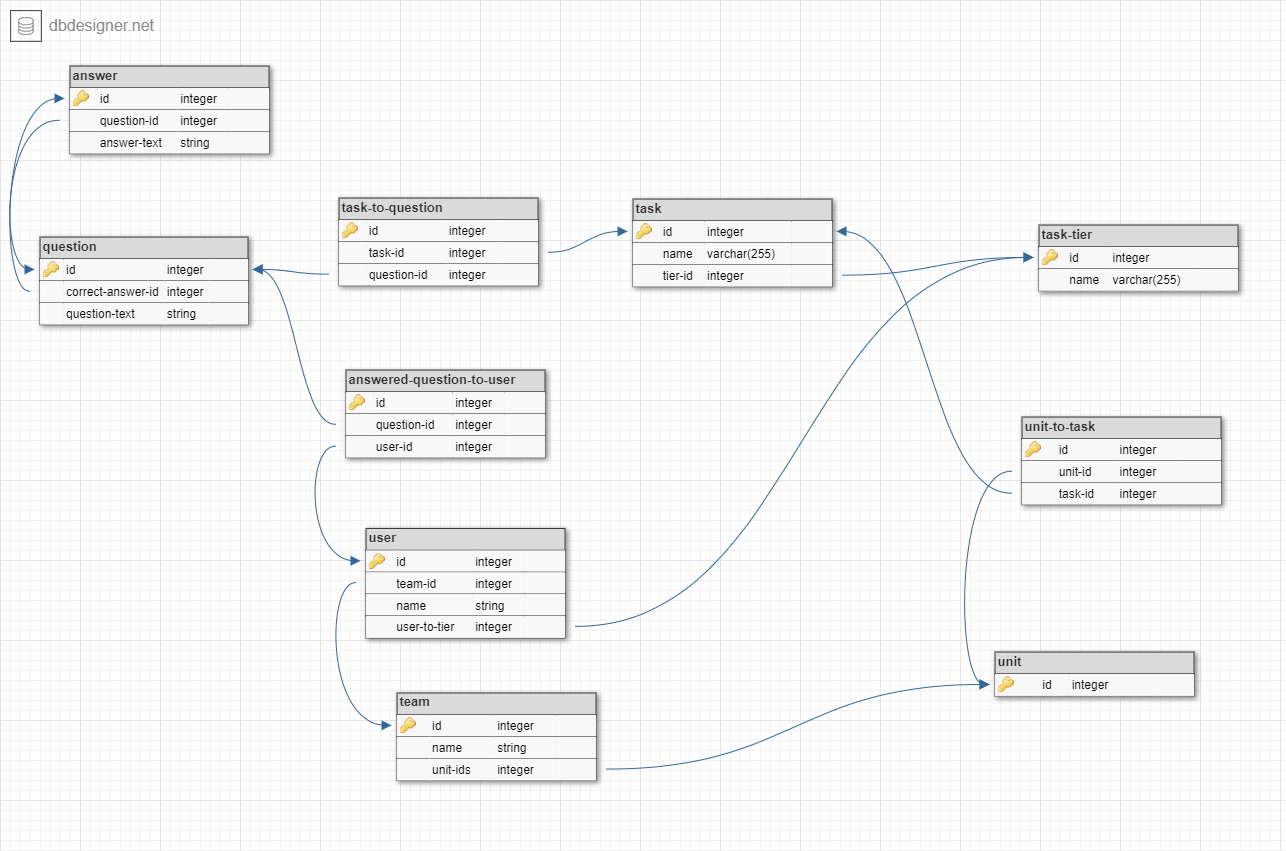 dbdesigner.net
answer
id integer
question-id integer
answer-text string
question
id integer
correct-answer-id integer
question-text string
task-to-question
id integer
task-id integer
question-id integer
task
id integer
name varchar(255)
tier-id integer
task-tier
id integer
name varchar(255)
answered-question-to-user
id integer
question-id integer
user-id integer
unit-to-task
id integer
unit-id integer
task-id integer
user
id integer
team-id integer
name string
user-to-tier integer
unit
id integer
team
id integer
name string
unit-ids integer